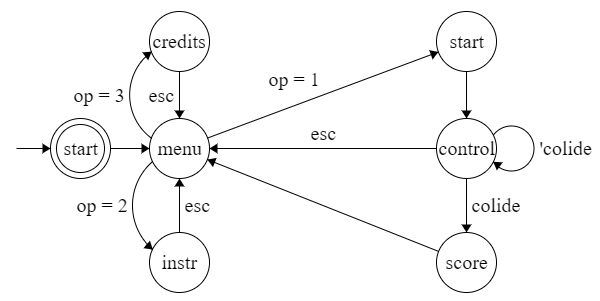 credits
start
op = 1
op = 3
esc
esc
start
menu
control
'colide
op = 2
esc
colide
instr
score